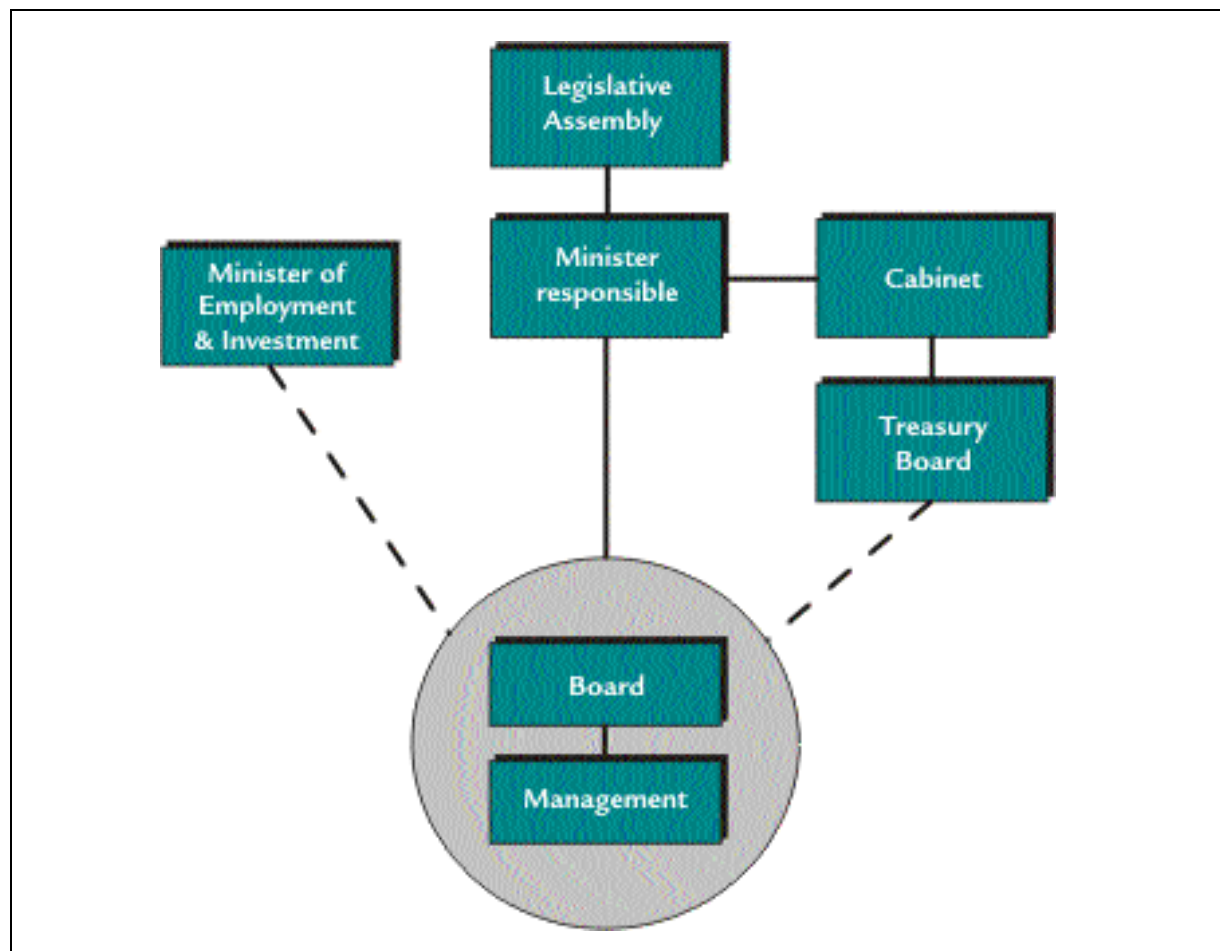 Legislative
Assembly
Minister
responsible
Cabinet
Minister of
Employment
& Investment
Treasury
Board
Board
Management